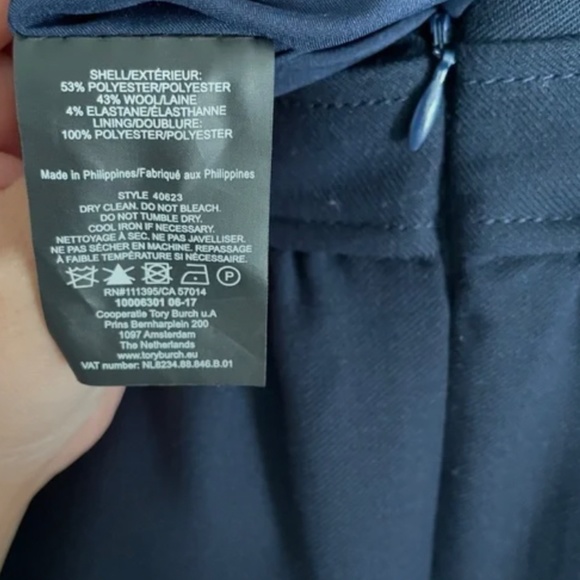 SHELL/EXTÉRIEUR:
53% POLYESTER/POLYESTER
43% WOOL/LAINE
4% ELASTANE/ÉLASTHANNE
LINING/DOUBLURE:
100% POLYESTER/POLYESTER
Made in Philippines/Fabriqué aux Philippines
STYLE 40623
DRY CLEAN. DO NOT BLEACH.
DO NOT TUMBLE DRY.
COOL IRON IF NECESSARY.
NETTOYAGE À SEC. NE PAS JAVELLISER.
NE PAS SÉCHER EN MACHINE. REPASSAGE
À FAIBLE TEMPÉRATURE SI NÉCESSAIRE.
P
RN#111395/CA 57014
10006301 06-17
Cooperatie Tory Burch u.A
Prins Bernharplein 200
1097 Amsterdam
The Netherlands
www.toryburch.eu
VAT number: NL8234.88.846.B.01